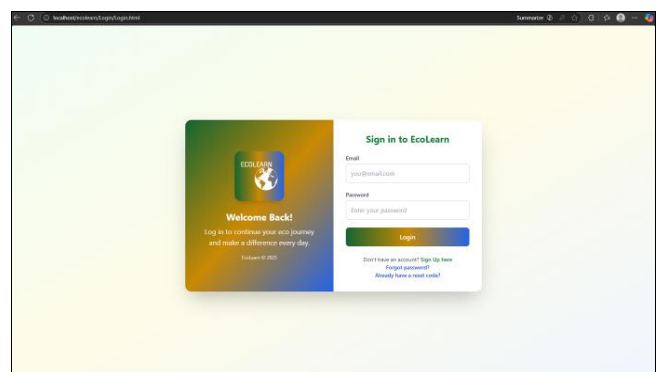 localhost/ecolearn/Login/Login.html
Summarize
ECOLEARN
Welcome Back!
Log in to continue your eco journey
and make a difference every day.
EcoLearn © 2025
Sign in to EcoLearn
Email
you@email.com
Password
Enter your password
Login
Don't have an account? Sign Up here
Forgot password?
Already have a reset code?